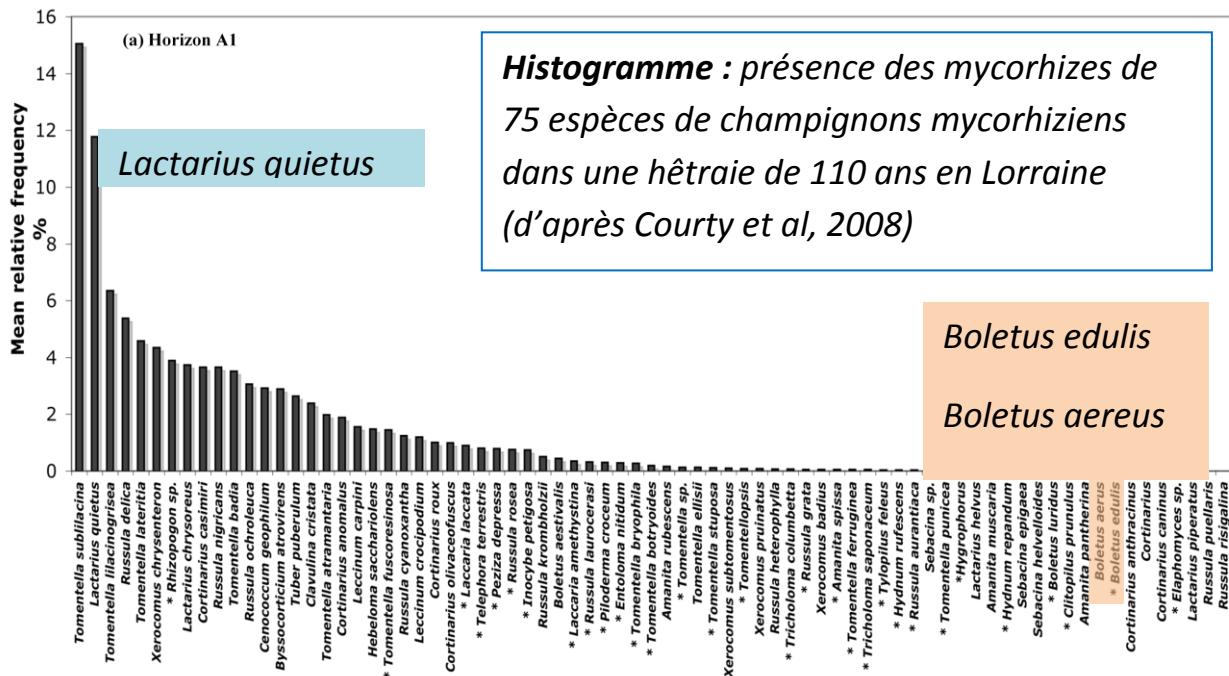 16
14
12
10
8
6
4
2
0
Mean relative frequency
%
(a) Horizon A1
Histogramme : présence des mycorhizes de
75 espèces de champignons mycorhiziens
dans une hêtraie de 110 ans en Lorraine
(d'après Courty et al, 2008)
Lactarius quietus
Boletus edulis
Boletus aereus
Tomentella sublilacina
Lactarius quietus
Tomentella lilacinogrisea
Russula delica
Tomentella lateritia
Xerocomus chrysenteron
* Rhizopogon sp.
Lactarius chrysoreus
Cortinarius casimiri
Russula nigricans
Tomentella badia
Russula ochroleuca
Cenococcum geophilum
Byssocorticium atrovirens
Tuber puberulum
Clavulina cristata
Tomentella atramantaria
Cortinarius anomalus
Leccinum carpini
Hebeloma sacchariolens
* Tomentella fuscoresinosa
Russula cyanoxantha
Leccinum crocipodium
Cortinarius roux
Cortinarius olivaceofuscus
* Laccaria laccata
* Telephora terrestris
* Peziza depressa
* Russula rosea
* Inocybe petigosa
Russula krombholzii
Boletus aestivalis
* Laccaria amethystina
* Russula laurocerasi
* Piloderma croceum
* Entoloma nitidum
* Tomentella bryophila
* Tomentella botryoides
Amanita rubescens
* Tomentella sp.
Tomentella ellisii
* Tomentella stuposa
Xerocomus subtomentosus
* Tomentellopsis
Xerocomus pruinatus
Russula heterophylla
* Tricholoma columbetta
* Russula grata
Xerocomus badius
* Amanita spissa
* Tomentella ferruginea
* Tricholoma saponaceum
* Tylopilus feleus
* Hydnum rufescens
* Russula aurantiaca
Sebacina sp.
* Tomentella punicea
*Hygrophorus
Lactarius helvus
Amanita muscaria
* Hydnum repandum
Sebacina epigaea
Sebacina helvelloides
* Boletus luridus
* Clitopilus prunulus
Amanita pantherina
Boletus aerus
* Boletus edulis
Cortinarius anthracinus
Cortinarius
Cortinarius caninus
* Elaphomyces sp.
Lactarius piperatus
Russula puellaris
Russula risigalina